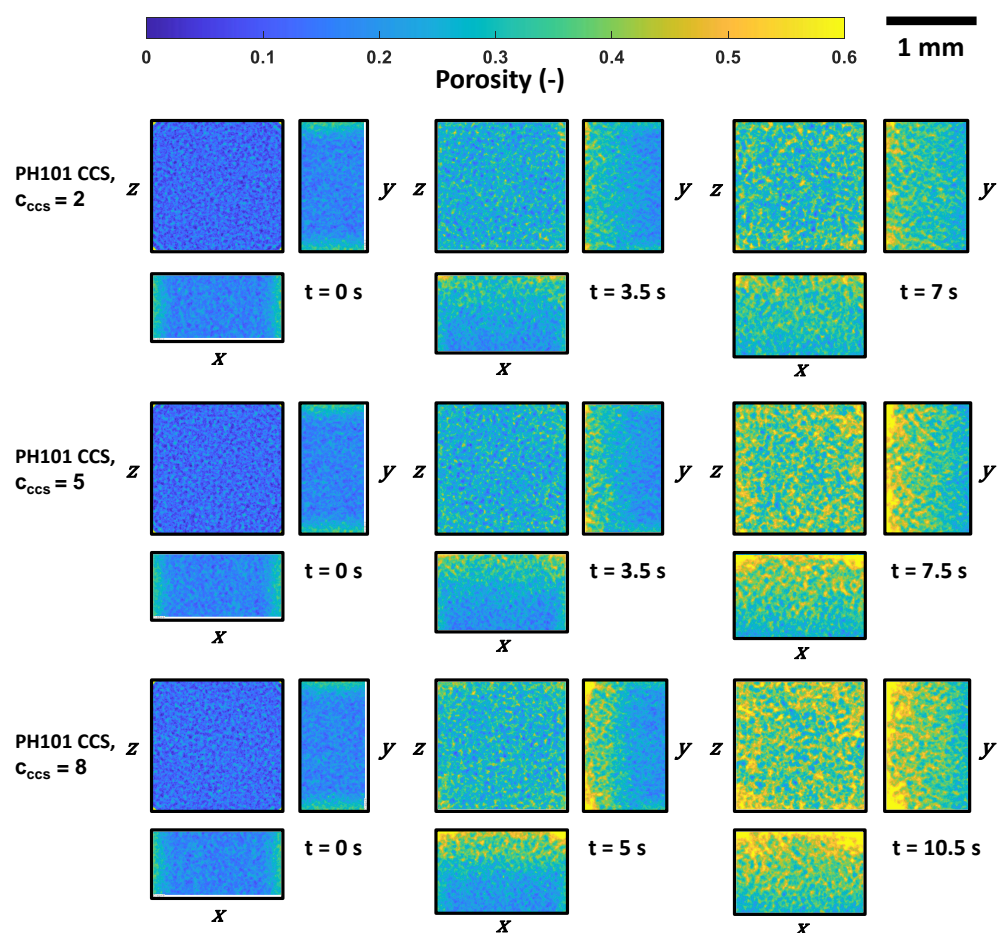 0 0.1 0.2 0.3 0.4 0.5 0.6
Porosity (-)
1 mm
PH101 CCS,
c_ccs = 2
z
y
x
t = 0 s
z
y
x
t = 3.5 s
z
y
x
t = 7 s
PH101 CCS,
c_ccs = 5
z
y
x
t = 0 s
z
y
x
t = 3.5 s
z
y
x
t = 7.5 s
PH101 CCS,
c_ccs = 8
z
y
x
t = 0 s
z
y
x
t = 5 s
z
y
x
t = 10.5 s